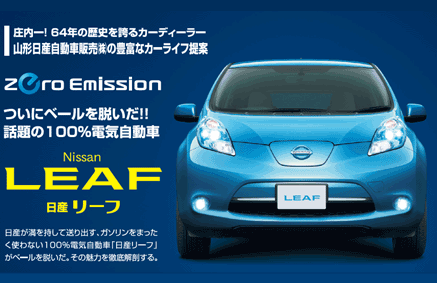 庄内一! 64年の歴史を誇るカーディーラー
山形日産自動車販売㈱の豊富なカーライフ提案
zero Emission
ついにベールを脱いだ!!
話題の100%電気自動車
Nissan
LEAF
日産 リーフ
日産が満を持して送り出す、ガソリンをまった
く使わない100%電気自動車「日産リーフ」
がベールを脱いだ。その魅力を徹底解剖する。
NISSAN
LEAF